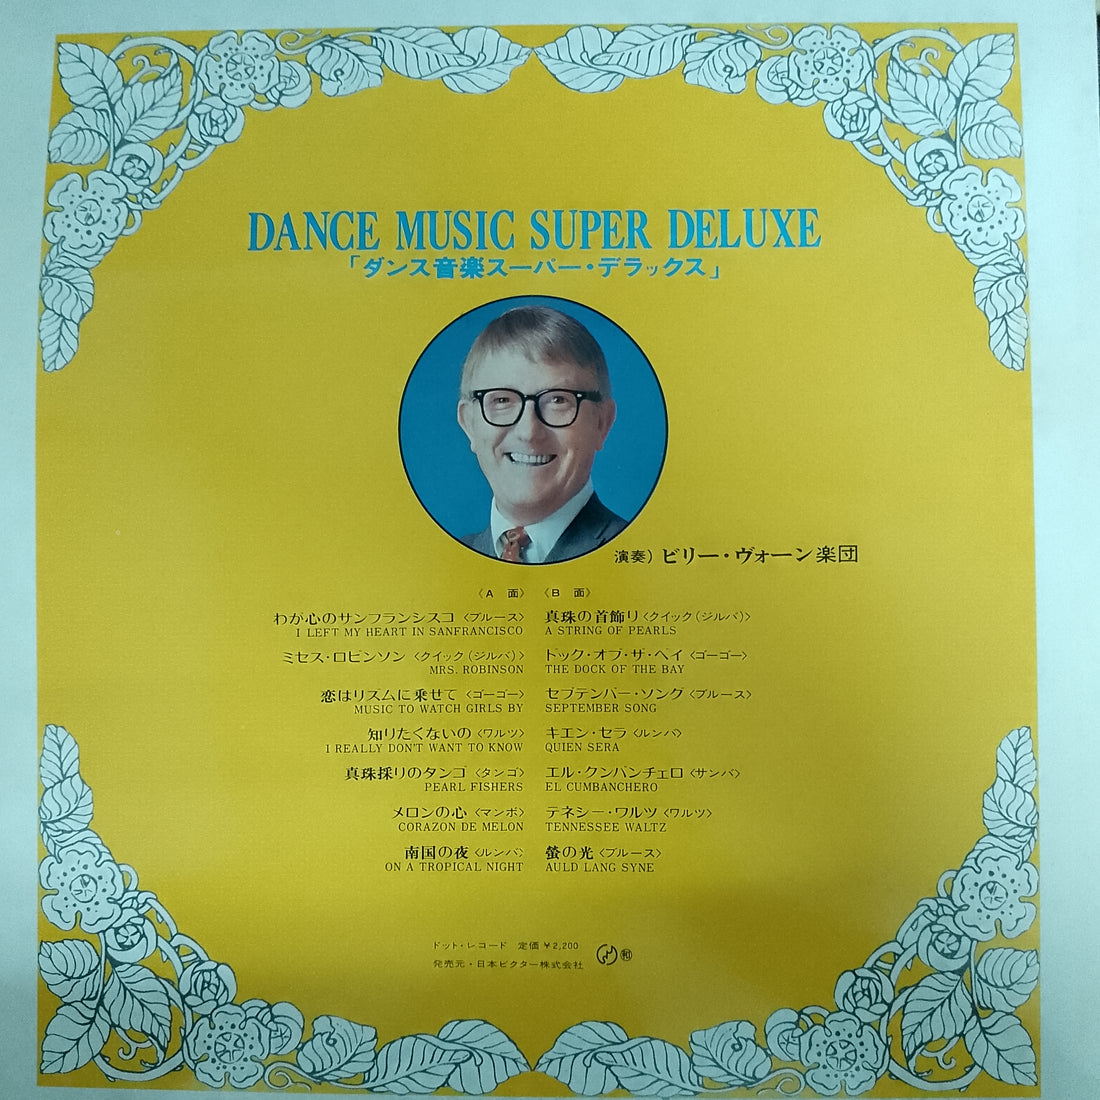 DANCE MUSIC SUPER DELUXE
「ダンス音楽スーパー・デラックス」
演奏）ビリー・ヴォーン楽団
〈A 面〉
わが心のサンフランシスコ〈ブルース〉
I LEFT MY HEART IN SANFRANCISCO
ミセス・ロビンソン〈クイック（ジルバ）〉
MRS. ROBINSON
恋はリズムに乗せて〈ゴーゴー〉
MUSIC TO WATCH GIRLS BY
知りたくないの〈ワルツ〉
I REALLY DON'T WANT TO KNOW
真珠採りのタンゴ〈タンゴ〉
PEARL FISHERS
メロンの心〈マンボ〉
CORAZON DE MELON
南国の夜〈ルンバ〉
ON A TROPICAL NIGHT
〈B 面〉
真珠の首飾り〈クイック（ジルバ）〉
A STRING OF PEARLS
ドック・オブ・ザ・ベイ〈ゴーゴー〉
THE DOCK OF THE BAY
セプテンバー・ソング〈ブルース〉
SEPTEMBER SONG
キエン・セラ〈ルンバ〉
QUIEN SERA
エル・クンバンチェロ〈サンバ〉
EL CUMBANCHERO
テネシー・ワルツ〈ワルツ〉
TENNESSEE WALTZ
螢の光〈ブルース〉
AULD LANG SYNE
ドット・レコード 定価 ¥2,200
発売元・日本ビクター株式会社
和